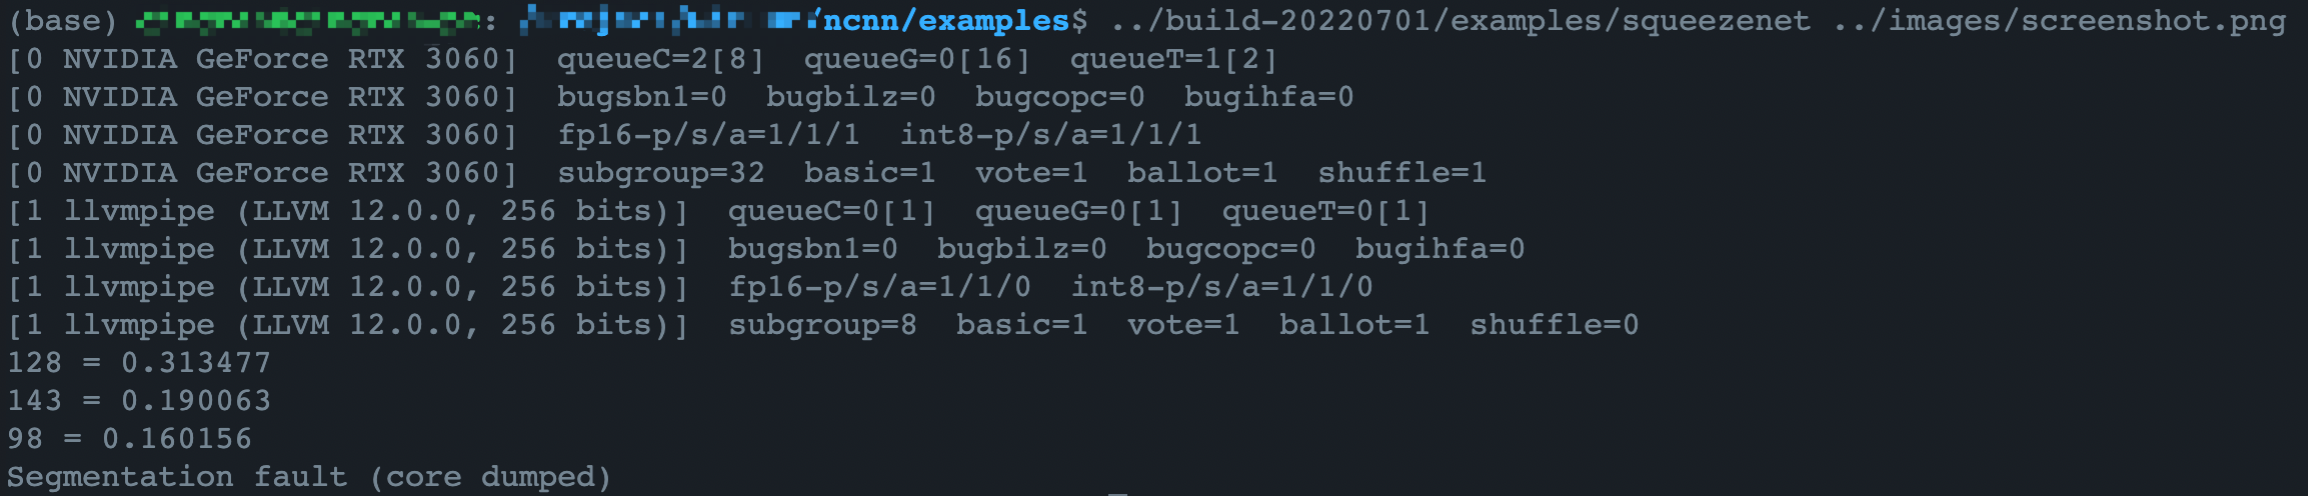 (base) : ncnn/examples$ ../build-20220701/examples/squeezenet ../images/screenshot.png
[0 NVIDIA GeForce RTX 3060]  queueC=2[8]  queueG=0[16]  queueT=1[2]
[0 NVIDIA GeForce RTX 3060]  bugsbn1=0  bugbilz=0  bugcopc=0  bugihfa=0
[0 NVIDIA GeForce RTX 3060]  fp16-p/s/a=1/1/1  int8-p/s/a=1/1/1
[0 NVIDIA GeForce RTX 3060]  subgroup=32  basic=1  vote=1  ballot=1  shuffle=1
[1 llvmpipe (LLVM 12.0.0, 256 bits)]  queueC=0[1]  queueG=0[1]  queueT=0[1]
[1 llvmpipe (LLVM 12.0.0, 256 bits)]  bugsbn1=0  bugbilz=0  bugcopc=0  bugihfa=0
[1 llvmpipe (LLVM 12.0.0, 256 bits)]  fp16-p/s/a=1/1/0  int8-p/s/a=1/1/0
[1 llvmpipe (LLVM 12.0.0, 256 bits)]  subgroup=8  basic=1  vote=1  ballot=1  shuffle=0
128 = 0.313477
143 = 0.190063
98 = 0.160156
Segmentation fault (core dumped)